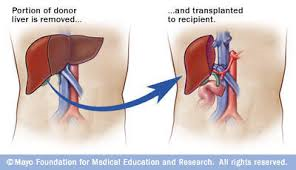 Portion of donor
liver is removed...
...and transplanted
to recipient.
© Mayo Foundation for Medical Education and Research. All rights reserved.